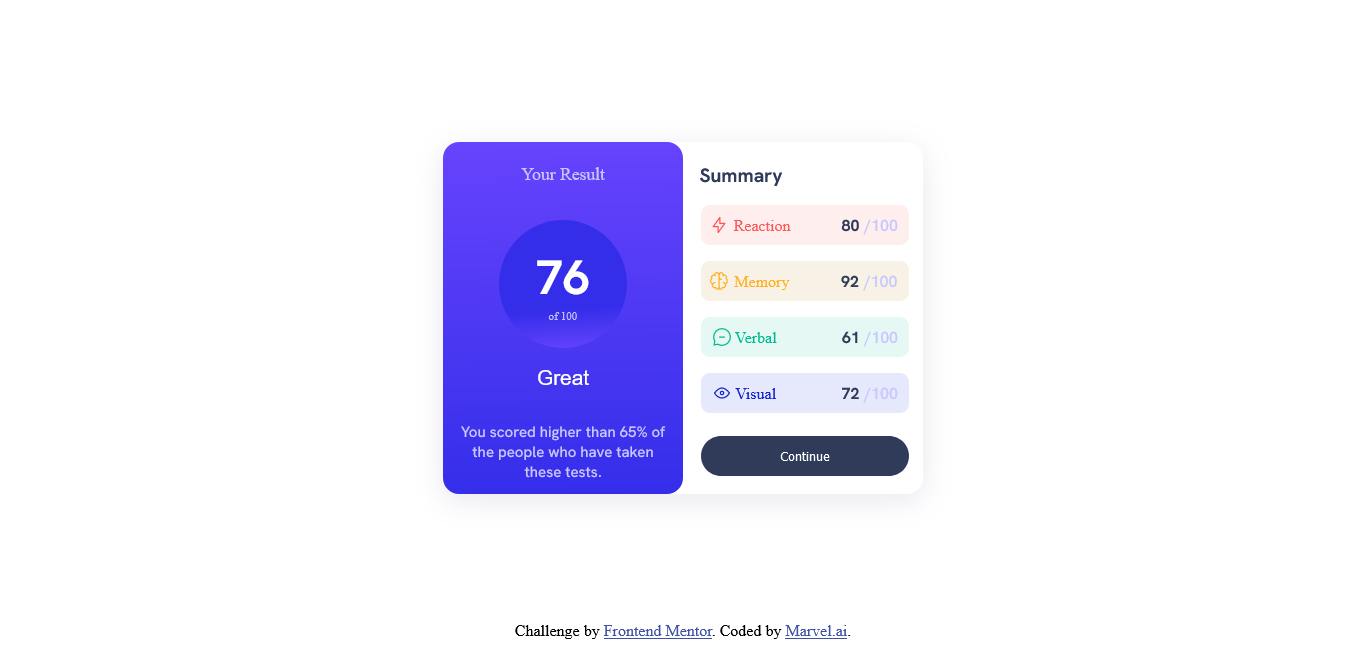 Your Result
76
of 100
Great
You scored higher than 65% of
the people who have taken
these tests.
Summary
Reaction 80 /100
Memory 92 /100
Verbal 61 /100
Visual 72 /100
Continue
Challenge by Frontend Mentor. Coded by Marvel.ai.